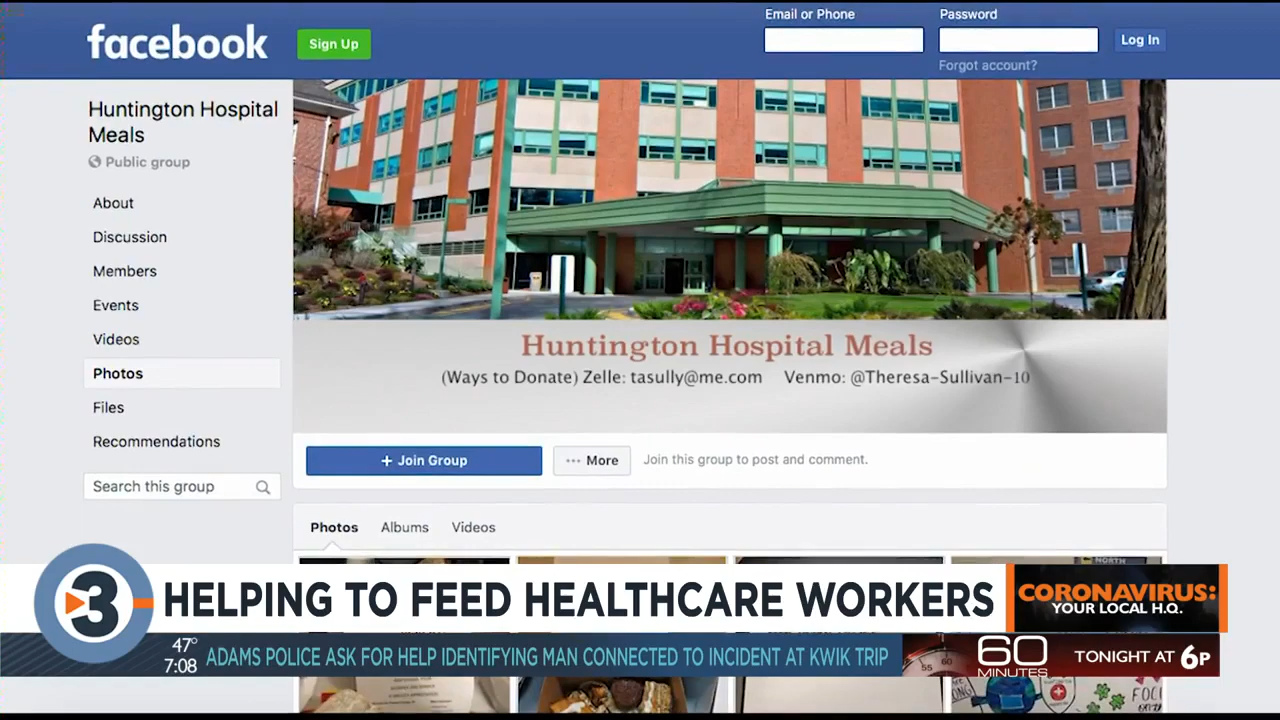 facebook
Sign Up
Email or Phone
Password
Log In
Forgot account?
Huntington Hospital
Meals
Public group
About
Discussion
Members
Events
Videos
Photos
Files
Recommendations
Search this group
Huntington Hospital Meals
(Ways to Donate) Zelle: tasully@me.com Venmo: @Theresa-Sullivan-10
+ Join Group
••• More
Join this group to post and comment.
Photos Albums Videos
NORTH
3
HELPING TO FEED HEALTHCARE WORKERS
CORONAVIRUS:
YOUR LOCAL H.Q.
47°
7:08
ADAMS POLICE ASK FOR HELP IDENTIFYING MAN CONNECTED TO INCIDENT AT KWIK TRIP
55 60
60
MINUTES
TONIGHT AT 6P